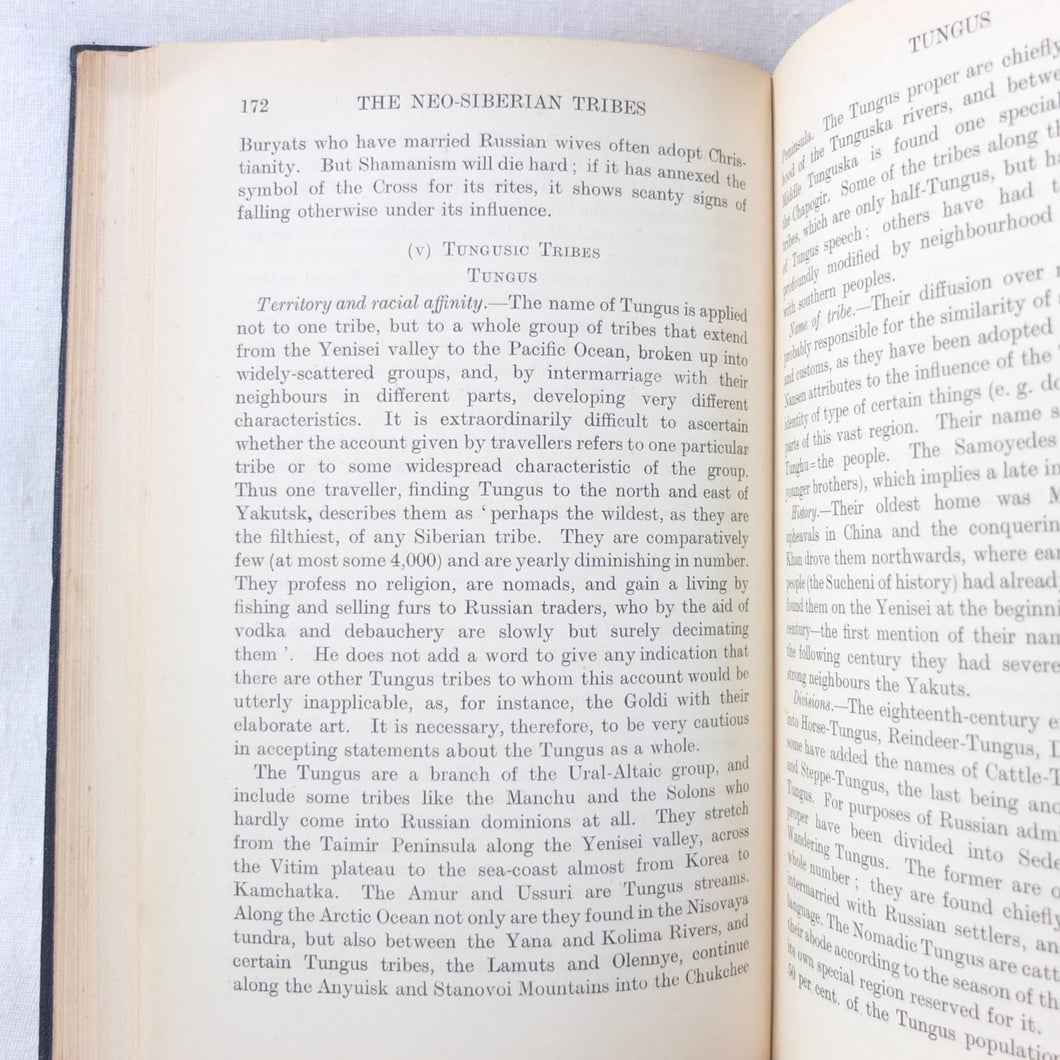 172 THE NEO-SIBERIAN TRIBES
Buryats who have married Russian wives often adopt Chris-
tianity. But Shamanism will die hard; if it has annexed the
symbol of the Cross for its rites, it shows scanty signs of
falling otherwise under its influence.
(v) TUNGUSIC TRIBES
TUNGUS
Territory and racial affinity.—The name of Tungus is applied
not to one tribe, but to a whole group of tribes that extend
from the Yenisei valley to the Pacific Ocean, broken up into
widely-scattered groups, and, by intermarriage with their
neighbours in different parts, developing very different
characteristics. It is extraordinarily difficult to ascertain
whether the account given by travellers refers to one particular
tribe or to some widespread characteristic of the group.
Thus one traveller, finding Tungus to the north and east of
Yakutsk, describes them as ‘ perhaps the wildest, as they are
the filthiest, of any Siberian tribe. They are comparatively
few (at most some 4,000) and are yearly diminishing in number.
They profess no religion, are nomads, and gain a living by
fishing and selling furs to Russian traders, who by the aid of
vodka and debauchery are slowly but surely decimating
them ’. He does not add a word to give any indication that
there are other Tungus tribes to whom this account would be
utterly inapplicable, as, for instance, the Goldi with their
elaborate art. It is necessary, therefore, to be very cautious
in accepting statements about the Tungus as a whole.
The Tungus are a branch of the Ural-Altaic group, and
include some tribes like the Manchu and the Solons who
hardly come into Russian dominions at all. They stretch
from the Taimir Peninsula along the Yenisei valley, across
the Vitim plateau to the sea-coast almost from Korea to
Kamchatka. The Amur and Ussuri are Tungus streams.
Along the Arctic Ocean not only are they found in the Nisovaya
tundra, but also between the Yana and Kolima Rivers, and
certain Tungus tribes, the Lamuts and Olennye, continue
along the Anyuisk and Stanovoi Mountains into the Chukchee
TUNGUS
Peninsula. The Tungus proper are chiefly
hood of the Tunguska rivers, and betwe
Middle Tunguska is found one special
the Chapogir. Some of the tribes along th
tribes, which are only half-Tungus, but ha
of Tungus speech; others have had t
profoundly modified by neighbourhood
with southern peoples.
Name of tribe.—Their diffusion over
probably responsible for the similarity of
and customs, as they have been adopted
Nansen attributes to the influence of the
identity of type of certain things (e. g. do
parts of this vast region. Their name s
Tunghu=the people. The Samoyedes
younger brothers), which implies a late in
History.—Their oldest home was M
upheavals in China and the conquerin
Khan drove them northwards, where ear
people (the Sucheni of history) had alread
found them on the Yenisei at the beginni
century—the first mention of their nam
the following century they had severe
strong neighbours the Yakuts.
Divisions.—The eighteenth-century e
into Horse-Tungus, Reindeer-Tungus, D
some have added the names of Cattle-T
and Steppe-Tungus, the last being ano
Tungus. For purposes of Russian adm
proper have been divided into Sede
Wandering Tungus. The former are o
whole number; they are found chiefly
intermarried with Russian settlers, an
language. The Nomadic Tungus are catt
their abode according to the season of th
its own special region reserved for it.
50 per cent. of the Tungus populatio